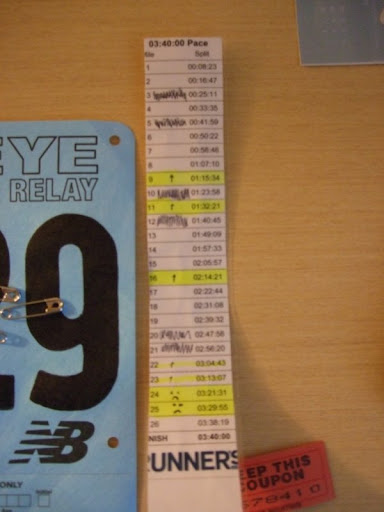 EYE
RELAY
29
NB
ONLY
03:40:00 Pace
Mile Split
1 00:08:23
2 00:16:47
3 00:25:11
4 00:33:35
5 00:41:59
6 00:50:22
7 00:58:46
8 01:07:10
9 ↑ 01:15:34
10 01:23:58
11 ↑ 01:32:21
12 01:40:45
13 01:49:09
14 01:57:33
15 02:05:57
16 ↑ 02:14:21
17 02:22:44
18 02:31:08
19 02:39:32
20 02:47:56
21 02:56:20
22 03:04:43
23 03:13:07
24 03:21:31
25 03:29:55
26 03:38:19
NISH 03:40:00
RUNNERS
EEP THIS
COUPON
578410